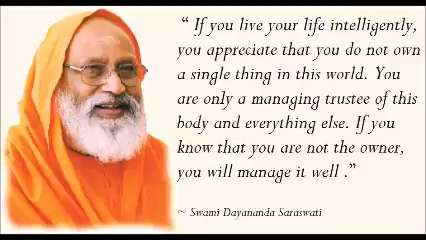 “ If you live your life intelligently,
you appreciate that you do not own
a single thing in this world. You
are only a managing trustee of this
body and everything else. If you
know that you are not the owner,
you will manage it well .”
~ Swami Dayananda Saraswati